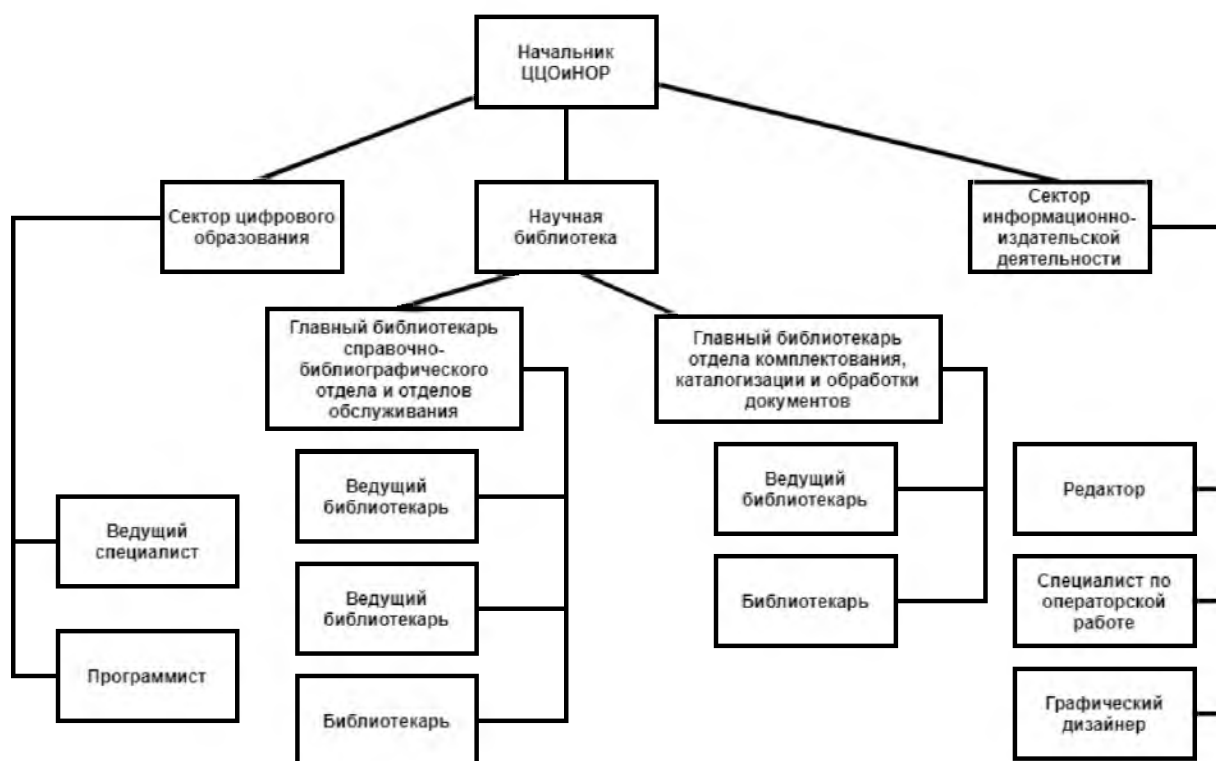 Начальник
ЦЦОиНОР
Сектор цифрового
образования
Научная
библиотека
Сектор
информационно-
издательской
деятельности
Главный библиотекарь
справочно-
библиографического
отдела и отделов
обслуживания
Главный библиотекарь
отдела комплектования,
каталогизации и обработки
документов
Ведущий
специалист
Программист
Ведущий
библиотекарь
Ведущий
библиотекарь
Библиотекарь
Ведущий
библиотекарь
Библиотекарь
Редактор
Специалист по
операторской
работе
Графический
дизайнер